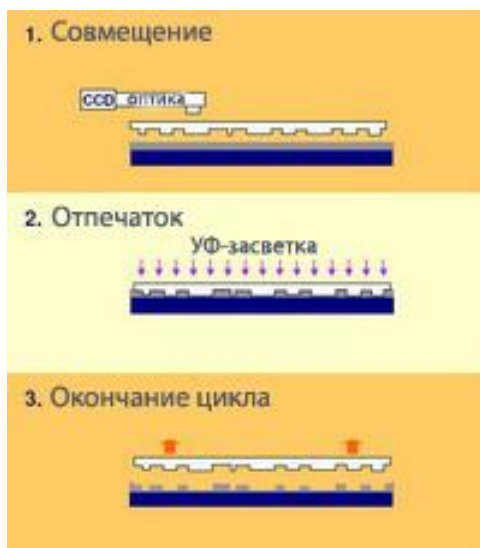 1. Совмещение
CCD оптика
2. Отпечаток
УФ-засветка
3. Окончание цикла